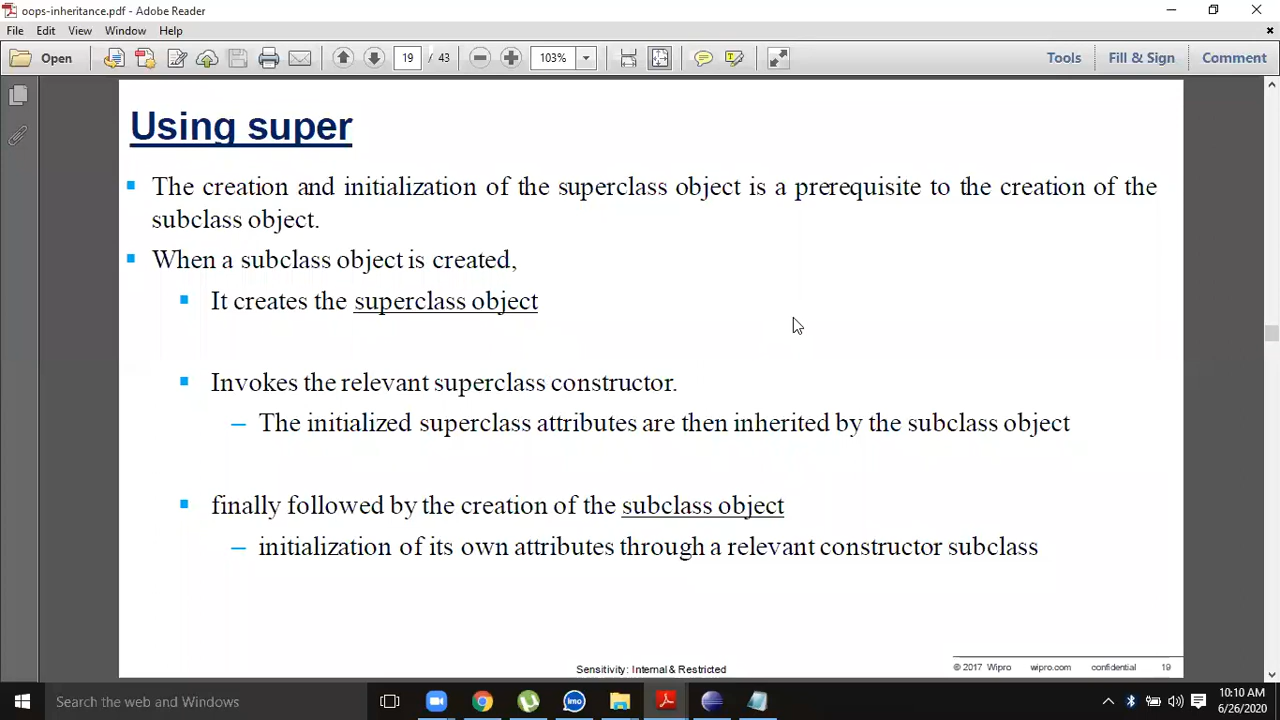 oops-inheritance.pdf - Adobe Reader
File Edit View Window Help
Open 19 / 43 103% Tools Fill & Sign Comment
Using super
The creation and initialization of the superclass object is a prerequisite to the creation of the
subclass object.
When a subclass object is created,
It creates the superclass object
Invokes the relevant superclass constructor.
– The initialized superclass attributes are then inherited by the subclass object
finally followed by the creation of the subclass object
– initialization of its own attributes through a relevant constructor subclass
Sensitivity: Internal & Restricted
© 2017 Wipro wipro.com confidential 19
Search the web and Windows
imo
10:10 AM
6/26/2020